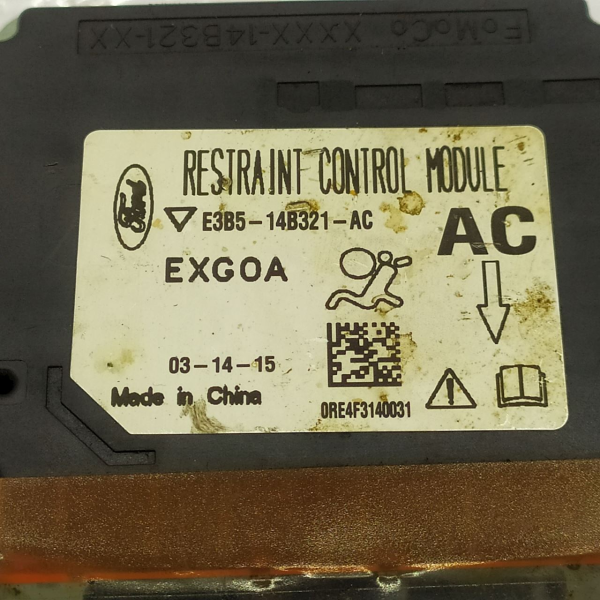 FoMoCo XXXX-14B321-XX
RESTRAINT CONTROL MODULE
Ford
E3B5-14B321-AC
AC
EXGOA
03-14-15
Made in China
0RE4F3140031